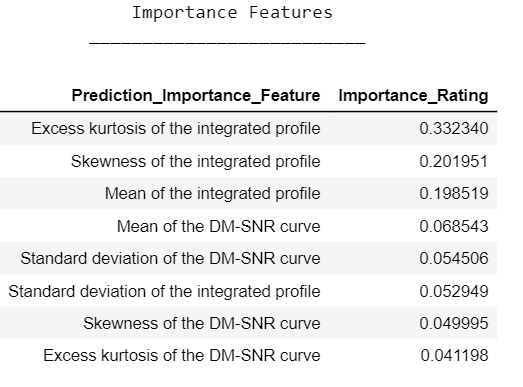 Importance Features
Prediction_Importance_Feature Importance_Rating
Excess kurtosis of the integrated profile 0.332340
Skewness of the integrated profile 0.201951
Mean of the integrated profile 0.198519
Mean of the DM-SNR curve 0.068543
Standard deviation of the DM-SNR curve 0.054506
Standard deviation of the integrated profile 0.052949
Skewness of the DM-SNR curve 0.049995
Excess kurtosis of the DM-SNR curve 0.041198